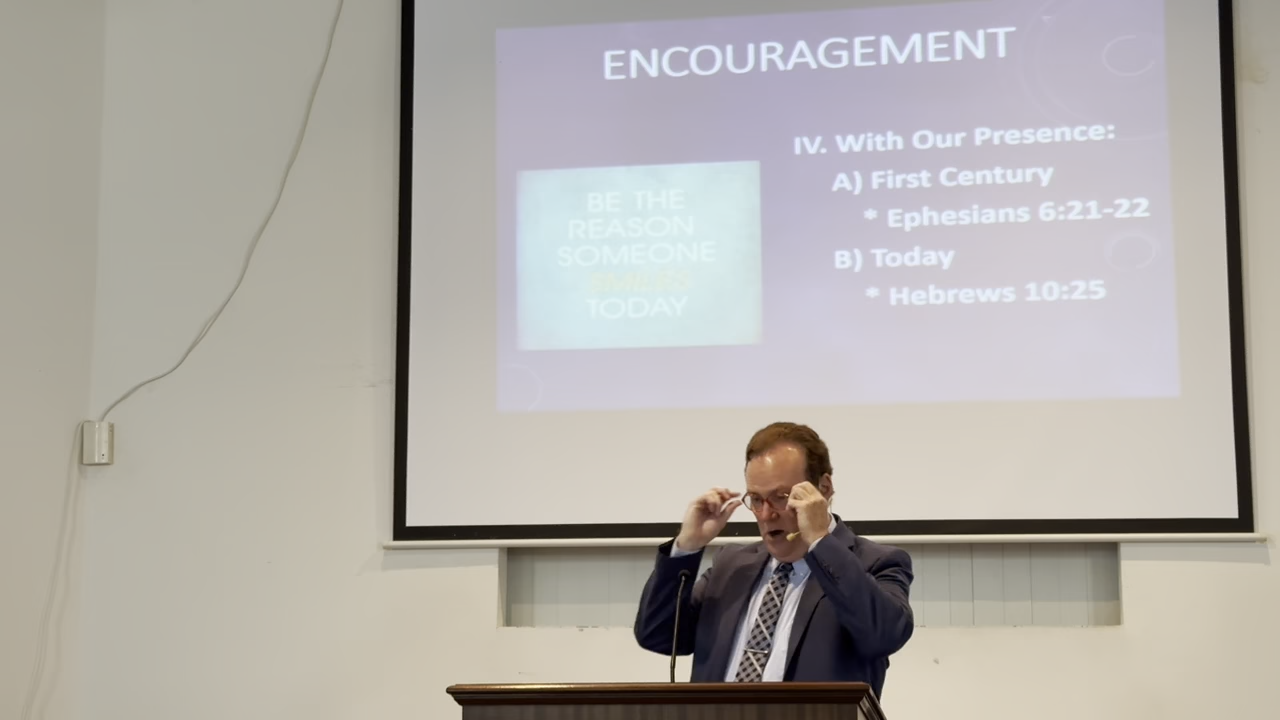 ENCOURAGEMENT
BE THE
REASON
SOMEONE
SMILES
TODAY
IV. With Our Presence:
A) First Century
* Ephesians 6:21-22
B) Today
* Hebrews 10:25